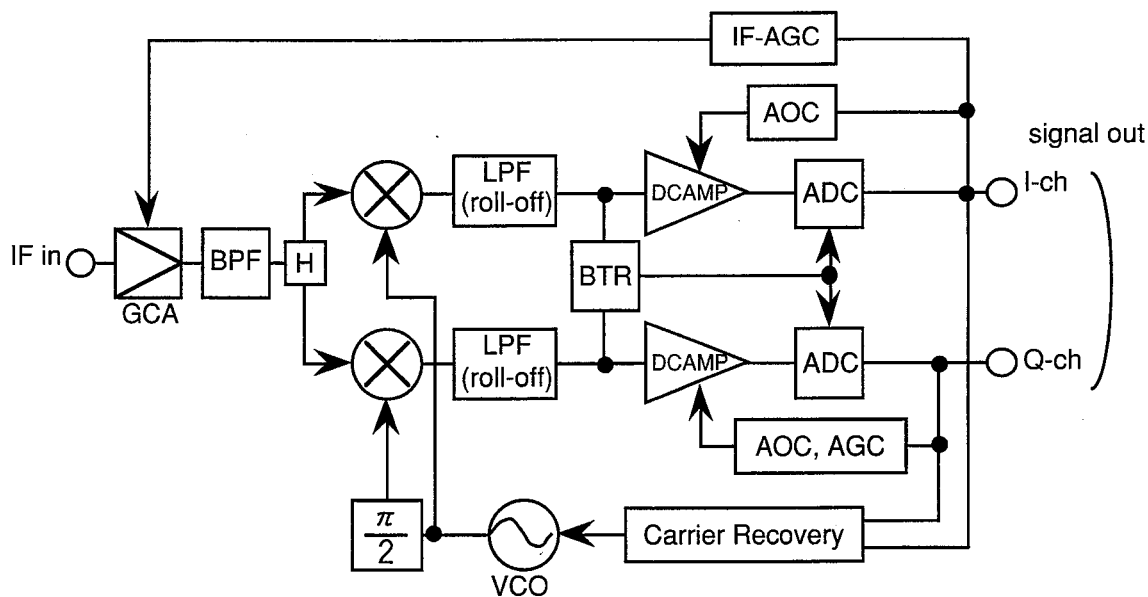 IF-AGC
AOC
signal out
LPF
(roll-off)
DCAMP
ADC
I-ch
IF in
BPF
H
BTR
GCA
LPF
(roll-off)
DCAMP
ADC
Q-ch
AOC, AGC
π
2
Carrier Recovery
VCO